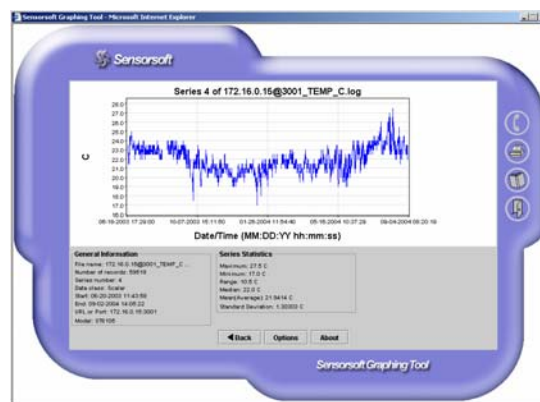 Sensorsoft Graphing Tool - Microsoft Internet Explorer
Sensorsoft
Series 4 of 172.16.0.15@3001_TEMP_C.log
28.0
27.0
26.0
25.0
24.0
23.0
22.0
21.0
20.0
19.0
18.0
17.0
16.0
C
06-19-2003 17:28:00 10-07-2003 15:11:50 01-25-2004 11:54:40 05-15-2004 10:37:28 09-04-2004 09:20:16
Date/Time (MM:DD:YY hh:mm:ss)
General Information
File name: 172.16.0.15@3001_TEMP_C ...
Number of records: 59518
Series number: 4
Data class: Scalar
Start: 06-20-2003 11:43:58
End: 09-02-2004 14:05:22
URL or Port: 172.16.0.15:3001
Model:
Series Statistics
Maximum: 27.5 C
Minimum: 17.0 C
Range: 10.5 C
Median: 22.0 C
Mean(Average): 21.9414 C
Standard Deviation: 1.30303 C
Back Options About
Sensorsoft Graphing Tool